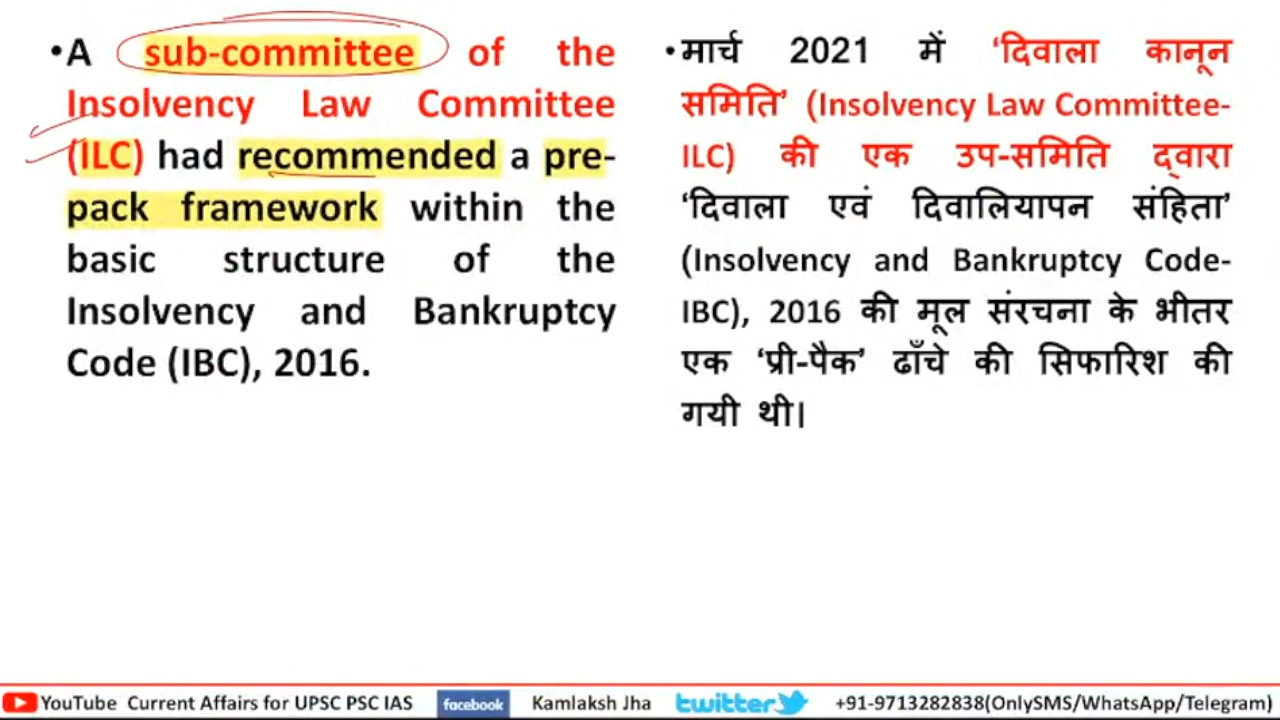 •A sub-committee of the
Insolvency Law Committee
(ILC) had recommended a pre-
pack framework within the
basic structure of the
Insolvency and Bankruptcy
Code (IBC), 2016.
•मार्च 2021 में ‘दिवाला कानून
समिति’ (Insolvency Law Committee-
ILC) की एक उप-समिति द्वारा
‘दिवाला एवं दिवालियापन संहिता’
(Insolvency and Bankruptcy Code-
IBC), 2016 की मूल संरचना के भीतर
एक ‘प्री-पैक’ ढाँचे की सिफारिश की
गयी थी।
YouTube Current Affairs for UPSC PSC IAS facebook Kamlaksh Jha twitter +91-9713282838(OnlySMS/WhatsApp/Telegram)